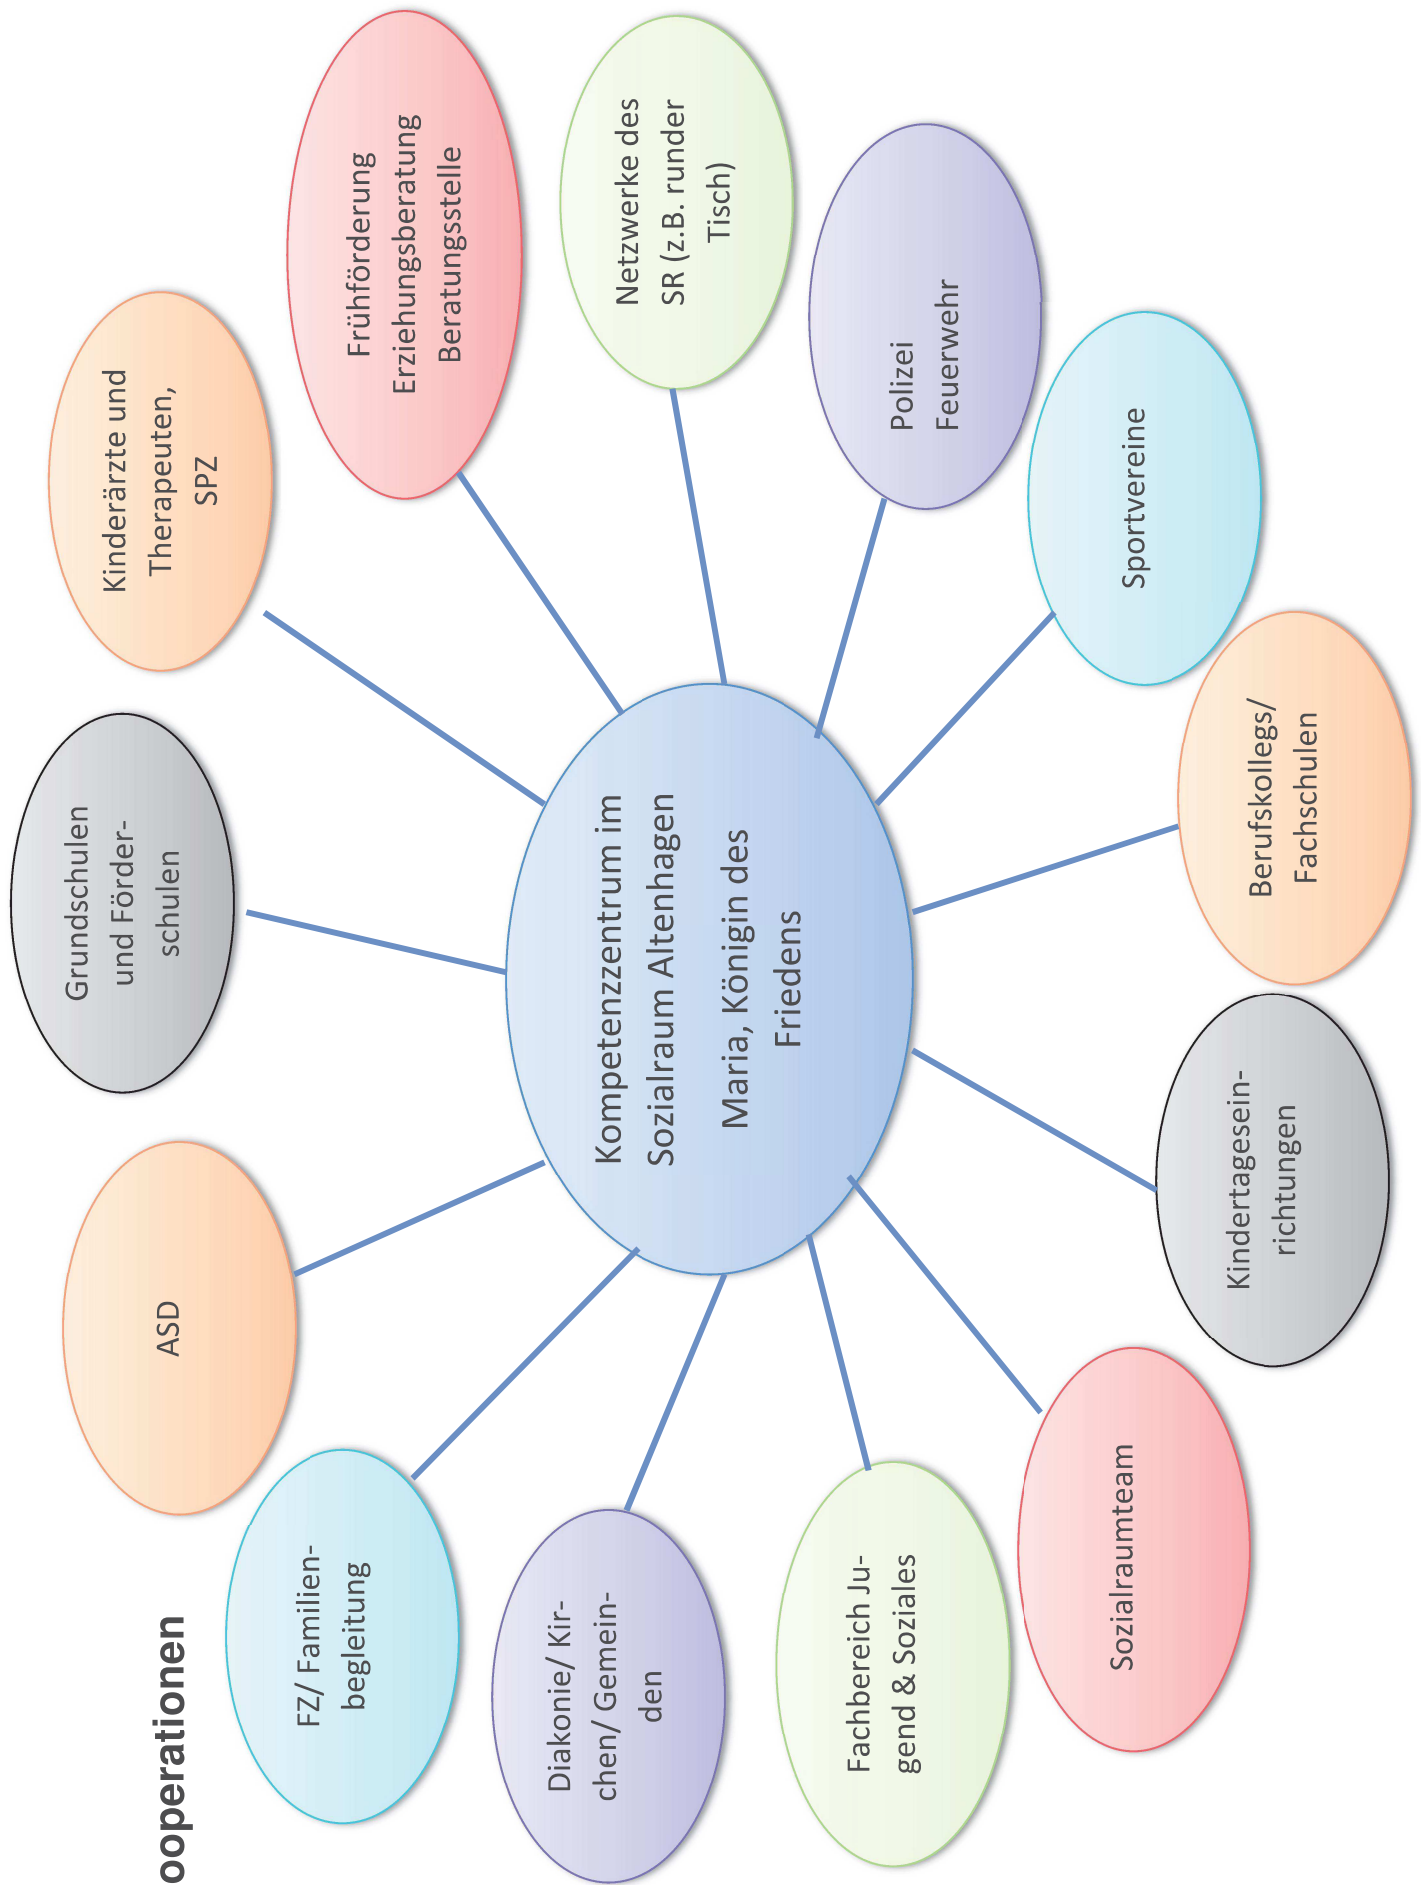 ooperationen
ASD
Grundschulen
und Förder-
schulen
Kinderärzte und
Therapeuten,
SPZ
FZ/ Familien-
begleitung
Frühförderung
Erziehungsberatung
Beratungsstelle
Diakonie/ Kir-
chen/ Gemein-
den
Kompetenzzentrum im
Sozialraum Altenhagen
Maria, Königin des
Friedens
Netzwerke des
SR (z.B. runder
Tisch)
Fachbereich Ju-
gend & Soziales
Polizei
Feuerwehr
Sozialraumteam
Sportvereine
Kindertagesein-
richtungen
Berufskollegs/
Fachschulen